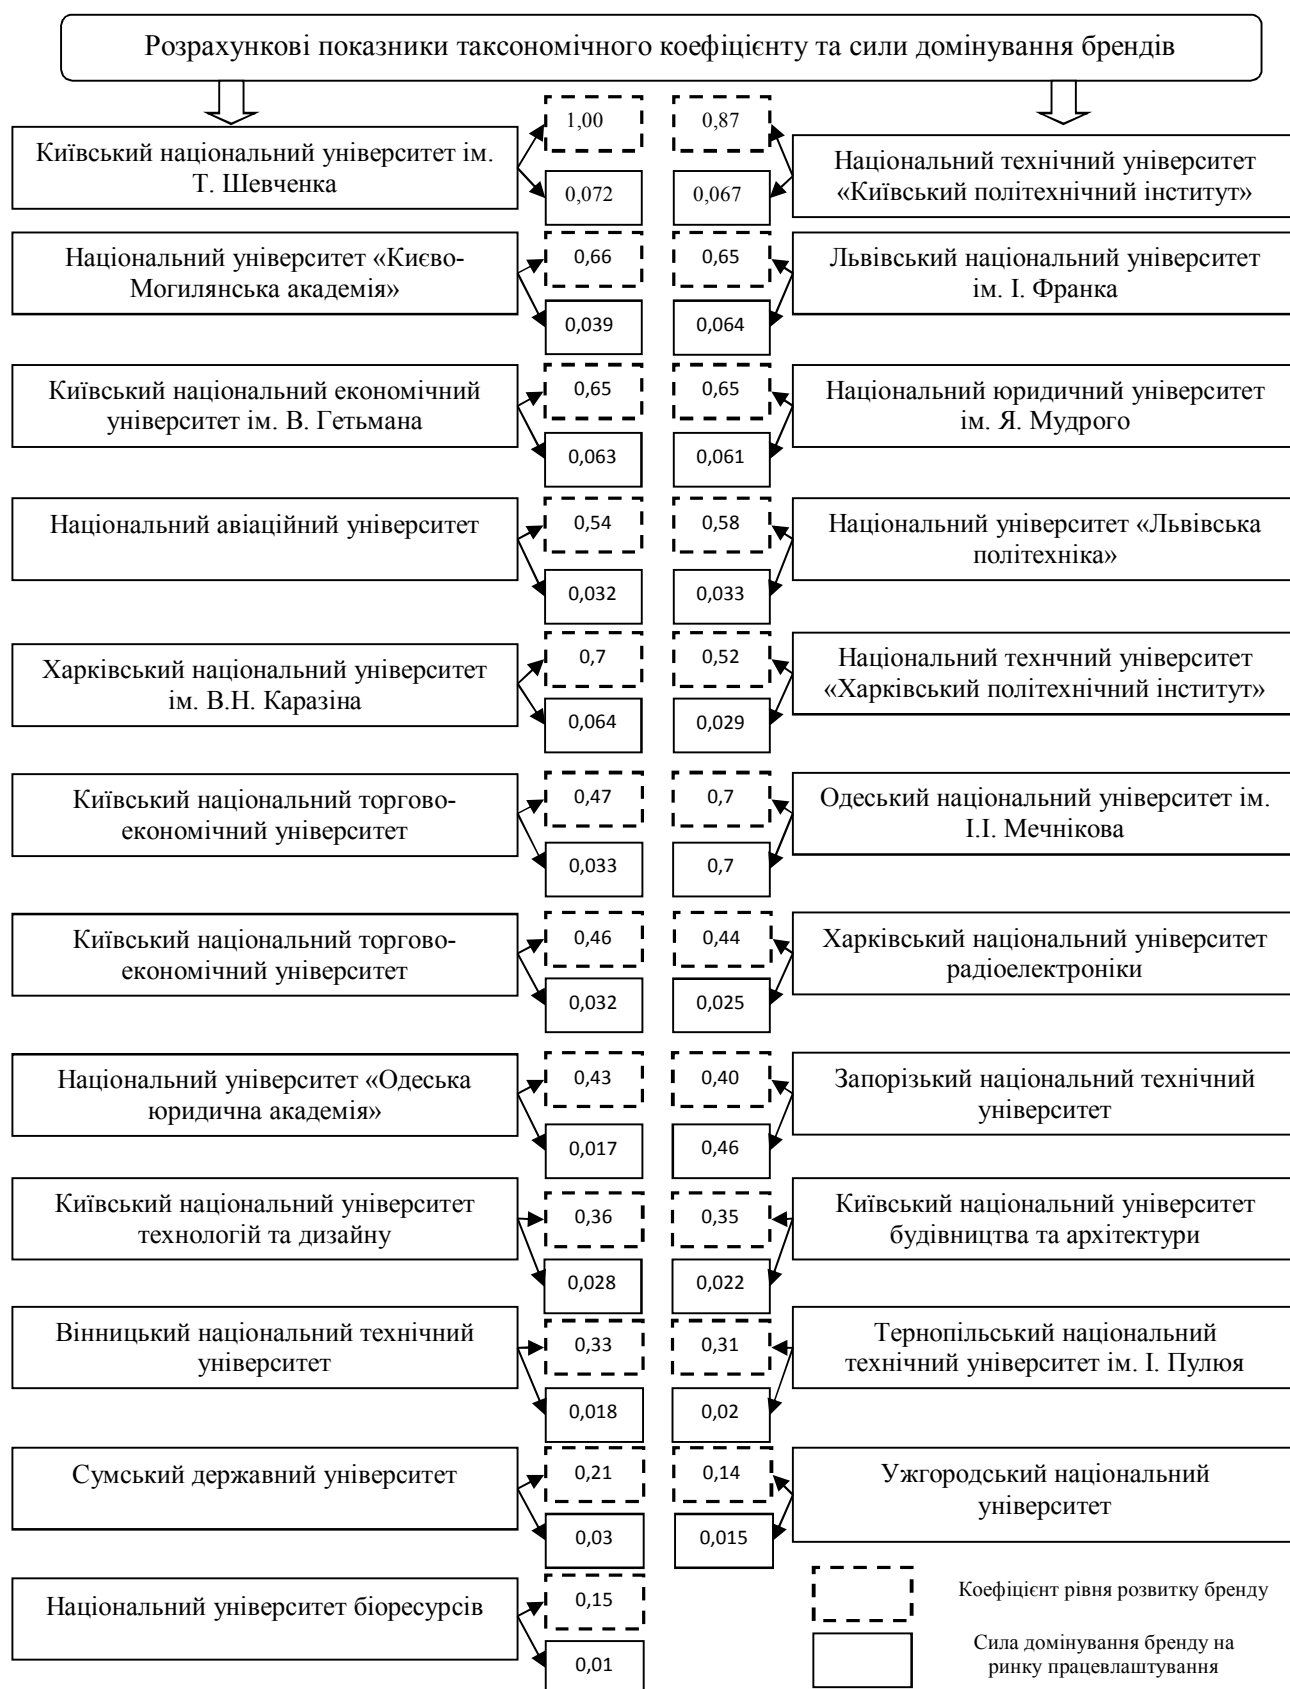 Розрахункові показники таксономічного коефіцієнту та сили домінування брендів
Київський національний університет ім.
Т. Шевченка
1,00
0,072
0,87
0,067
Національний технічний університет
«Київський політехнічний інститут»
Національний університет «Києво-
Могилянська академія»
0,66
0,039
0,65
0,064
Львівський національний університет
ім. І. Франка
Київський національний економічний
університет ім. В. Гетьмана
0,65
0,063
0,65
0,061
Національний юридичний університет
ім. Я. Мудрого
Національний авіаційний університет
0,54
0,032
0,58
0,033
Національний університет «Львівська
політехніка»
Харківський національний університет
ім. В.Н. Каразіна
0,7
0,064
0,52
0,029
Національний технчний університет
«Харківський політехнічний інститут»
Київський національний торгово-
економічний університет
0,47
0,033
0,7
0,7
Одеський національний університет ім.
І.І. Мечнікова
Київський національний торгово-
економічний університет
0,46
0,032
0,44
0,025
Харківський національний університет
радіоелектроніки
Національний університет «Одеська
юридична академія»
0,43
0,017
0,40
0,46
Запорізький національний технічний
університет
Київський національний університет
технологій та дизайну
0,36
0,028
0,35
0,022
Київський національний університет
будівництва та архітектури
Вінницький національний технічний
університет
0,33
0,018
0,31
0,02
Тернопільський національний
технічний університет ім. І. Пулюя
Сумський державний університет
0,21
0,03
0,14
0,015
Ужгородський національний
університет
Національний університет біоресурсів
0,15
0,01
Коефіцієнт рівня розвитку бренду
Сила домінування бренду на
ринку працевлаштування